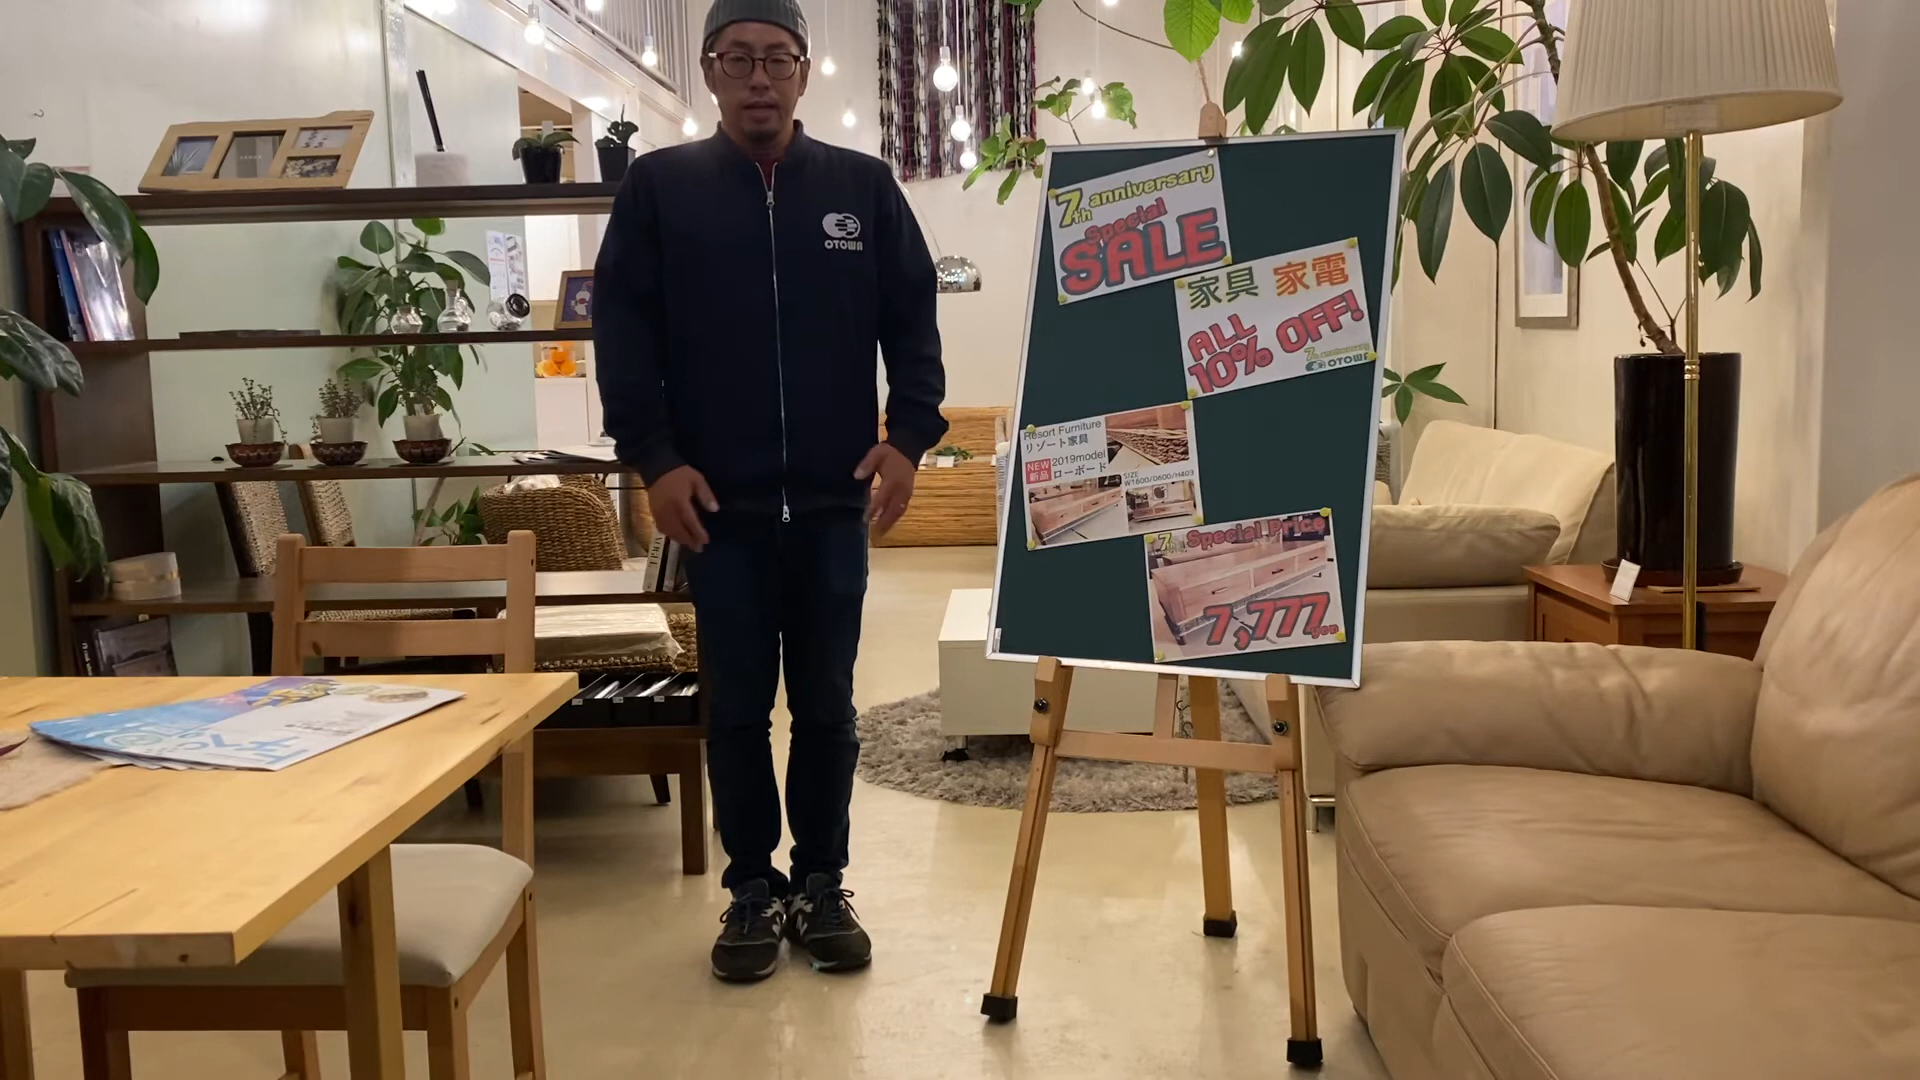 OTOWA
7th anniversary
Special
SALE
家具 家電
ALL
10% OFF!
7th anniversary
OTOWA
Resort Furniture
リゾート家具
NEW 2019model
新品 ローボード
SIZE
W1800/D600/H403
7th Special Price
7,777yen